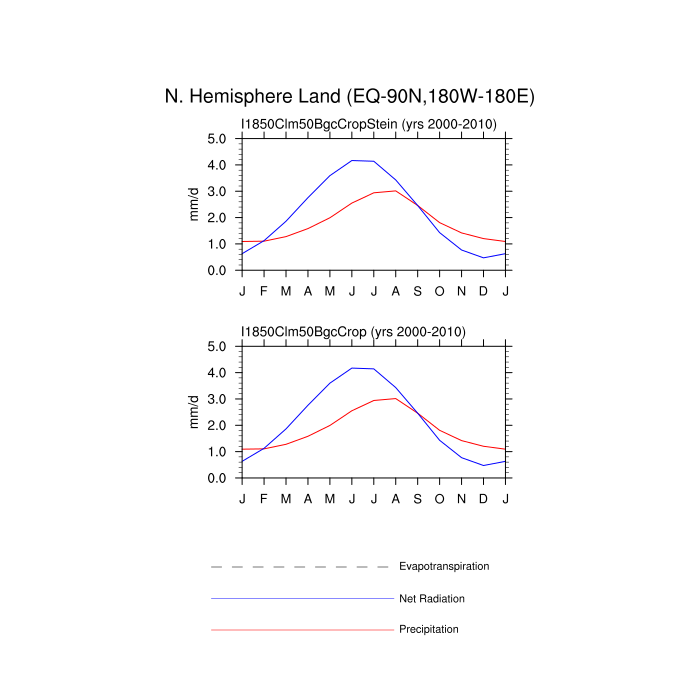 N. Hemisphere Land (EQ-90N,180W-180E)
I1850Clm50BgcCropStein (yrs 2000-2010)
5.0
4.0
3.0
2.0
1.0
0.0
mm/d
J F M A M J J A S O N D J
I1850Clm50BgcCrop (yrs 2000-2010)
5.0
4.0
3.0
2.0
1.0
0.0
mm/d
J F M A M J J A S O N D J
Evapotranspiration
Net Radiation
Precipitation